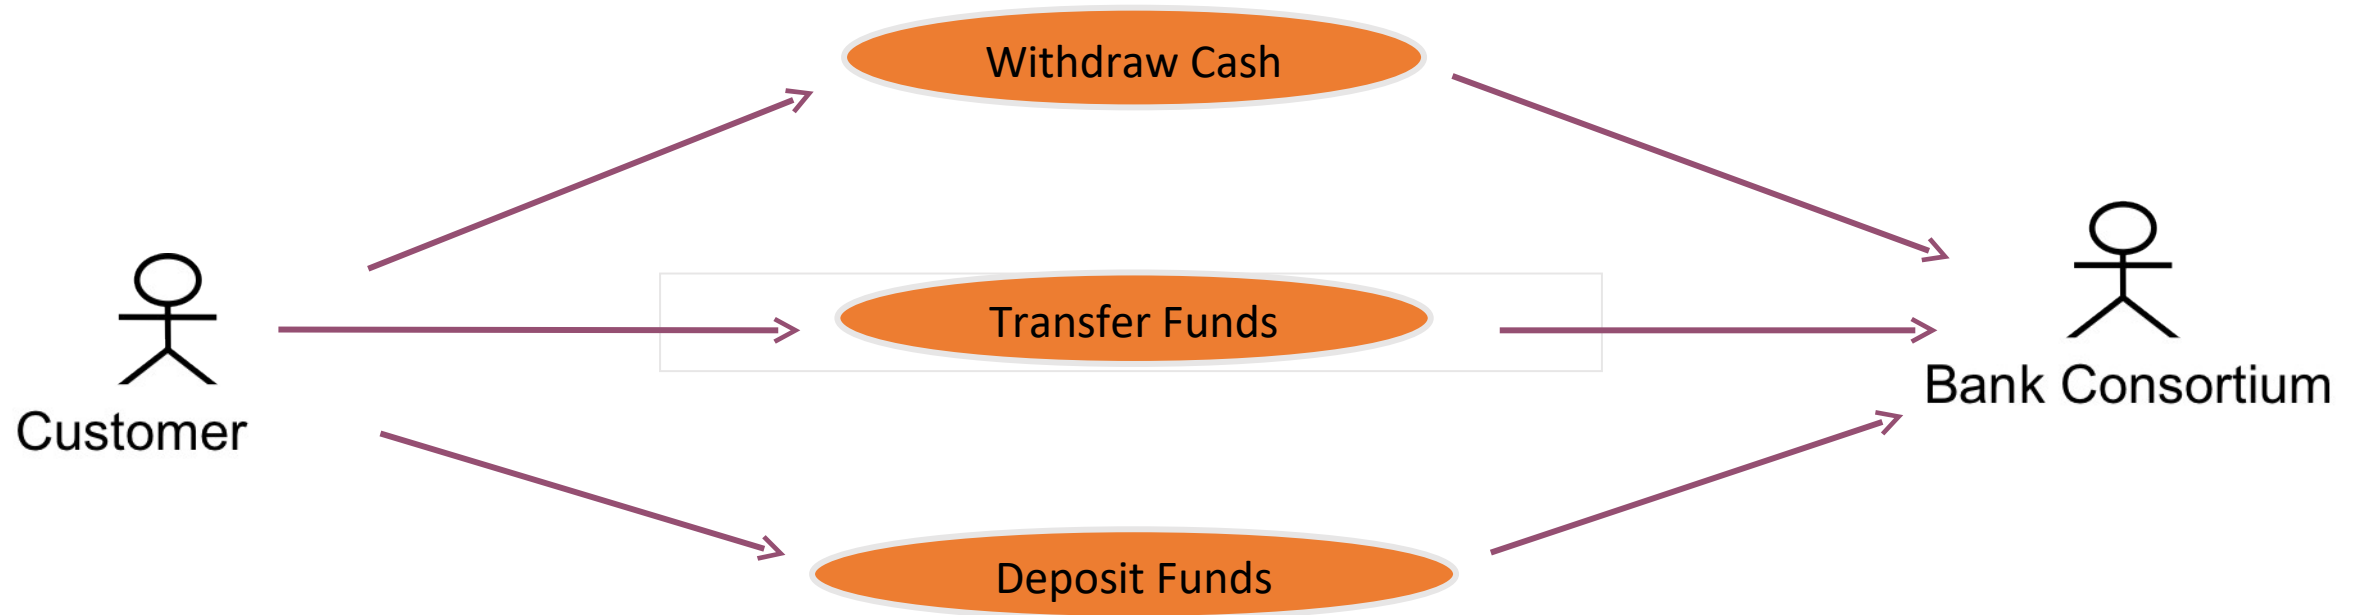 Withdraw Cash
Transfer Funds
Bank Consortium
Customer
Deposit Funds